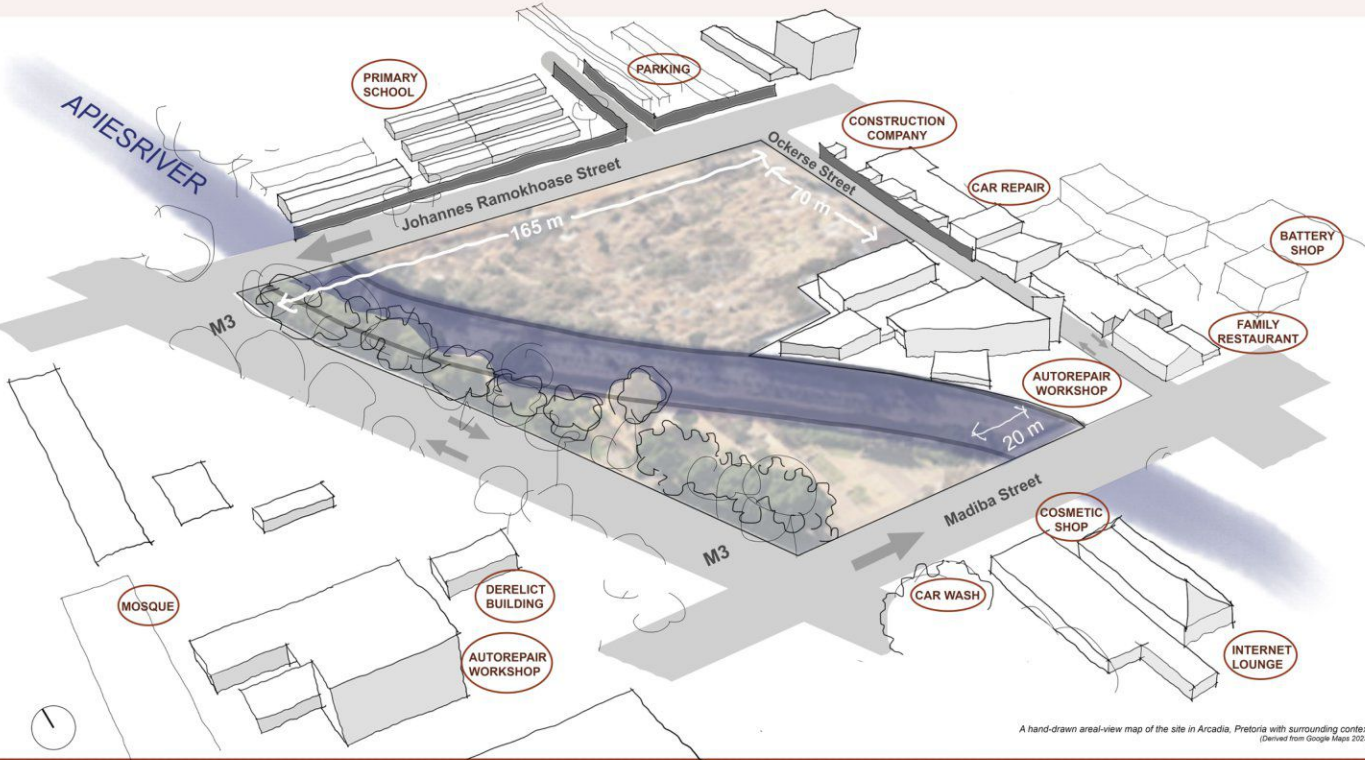 PRIMARY
SCHOOL
PARKING
APIESRIVER
CONSTRUCTION
COMPANY
Ockerse Street
Johannes Ramokhoase Street
CAR REPAIR
70 m
165 m
BATTERY
SHOP
M3
FAMILY
RESTAURANT
AUTOREPAIR
WORKSHOP
20 m
Madiba Street
COSMETIC
SHOP
M3
DERELICT
BUILDING
CAR WASH
MOSQUE
AUTOREPAIR
WORKSHOP
INTERNET
LOUNGE
A hand-drawn areal-view map of the site in Arcadia, Pretoria with surrounding conte
(Derived from Google Maps 202